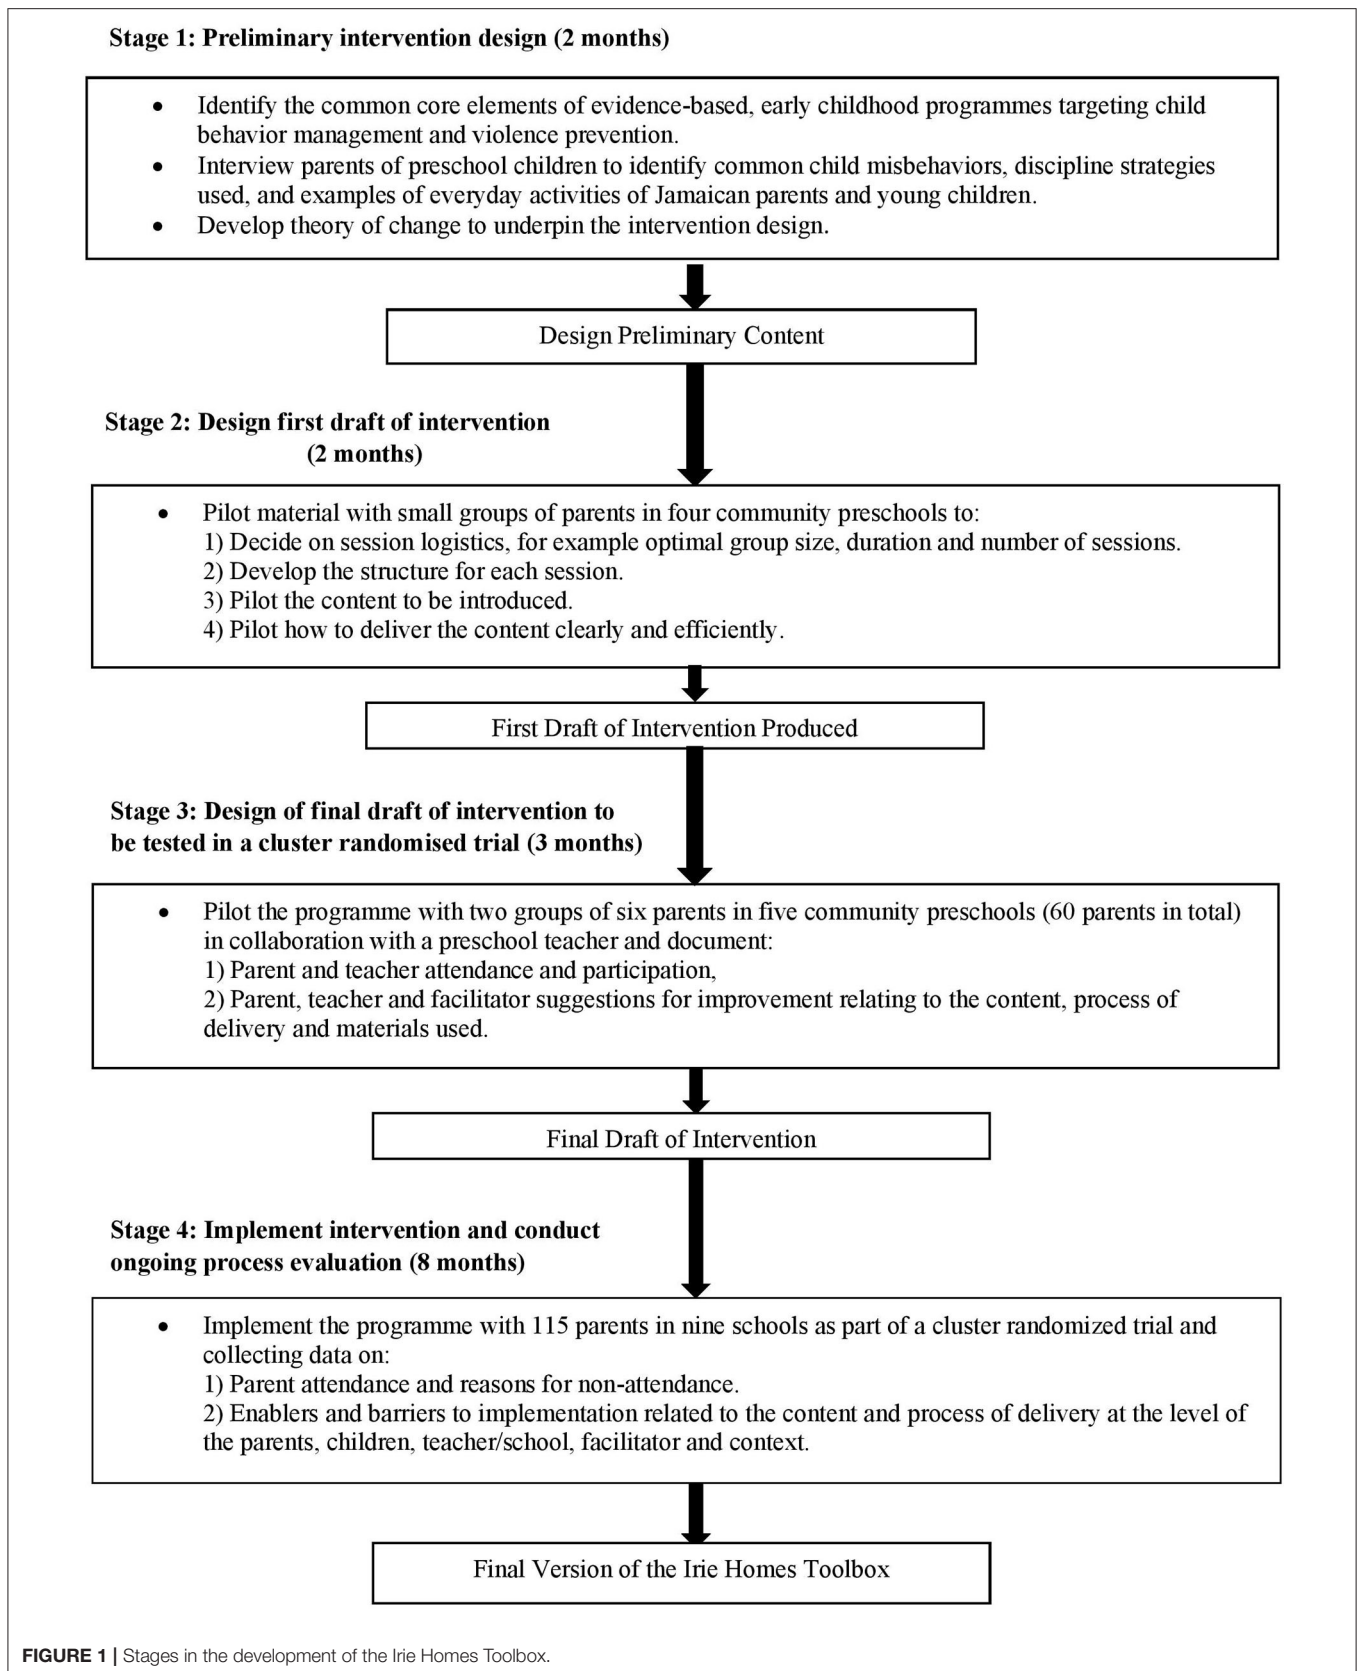 Stage 1: Preliminary intervention design (2 months)
• Identify the common core elements of evidence-based, early childhood programmes targeting child
behavior management and violence prevention.
• Interview parents of preschool children to identify common child misbehaviors, discipline strategies
used, and examples of everyday activities of Jamaican parents and young children.
• Develop theory of change to underpin the intervention design.
Design Preliminary Content
Stage 2: Design first draft of intervention
(2 months)
• Pilot material with small groups of parents in four community preschools to:
1) Decide on session logistics, for example optimal group size, duration and number of sessions.
2) Develop the structure for each session.
3) Pilot the content to be introduced.
4) Pilot how to deliver the content clearly and efficiently.
First Draft of Intervention Produced
Stage 3: Design of final draft of intervention to
be tested in a cluster randomised trial (3 months)
• Pilot the programme with two groups of six parents in five community preschools (60 parents in total)
in collaboration with a preschool teacher and document:
1) Parent and teacher attendance and participation,
2) Parent, teacher and facilitator suggestions for improvement relating to the content, process of
delivery and materials used.
Final Draft of Intervention
Stage 4: Implement intervention and conduct
ongoing process evaluation (8 months)
• Implement the programme with 115 parents in nine schools as part of a cluster randomized trial and
collecting data on:
1) Parent attendance and reasons for non-attendance.
2) Enablers and barriers to implementation related to the content and process of delivery at the level of
the parents, children, teacher/school, facilitator and context.
Final Version of the Irie Homes Toolbox
FIGURE 1 | Stages in the development of the Irie Homes Toolbox.